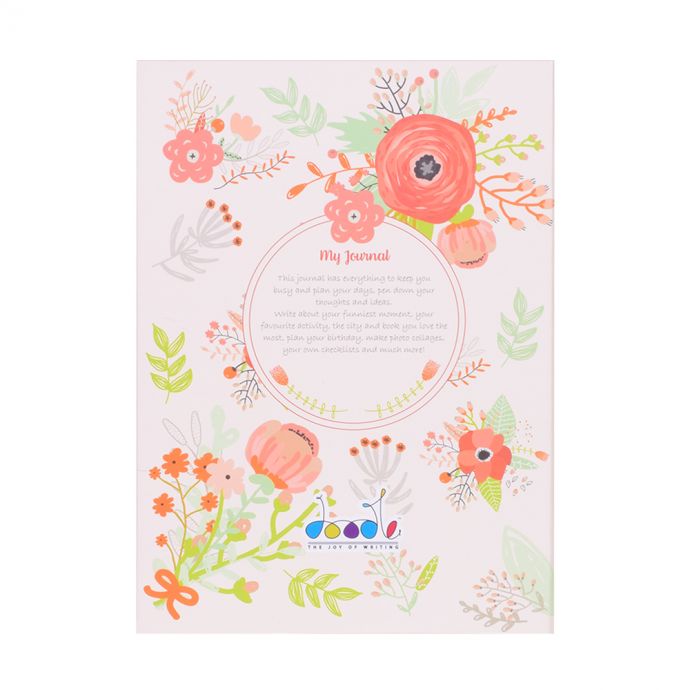 My Journal
This journal has everything to keep you
busy and plan your days, pen down your
thoughts and ideas.
Write about your funniest moment, your
favourite activity, the city and book you love the
most, plan your birthday, make photo collages,
your own checklists and much more!
doodle
THE JOY OF WRITING